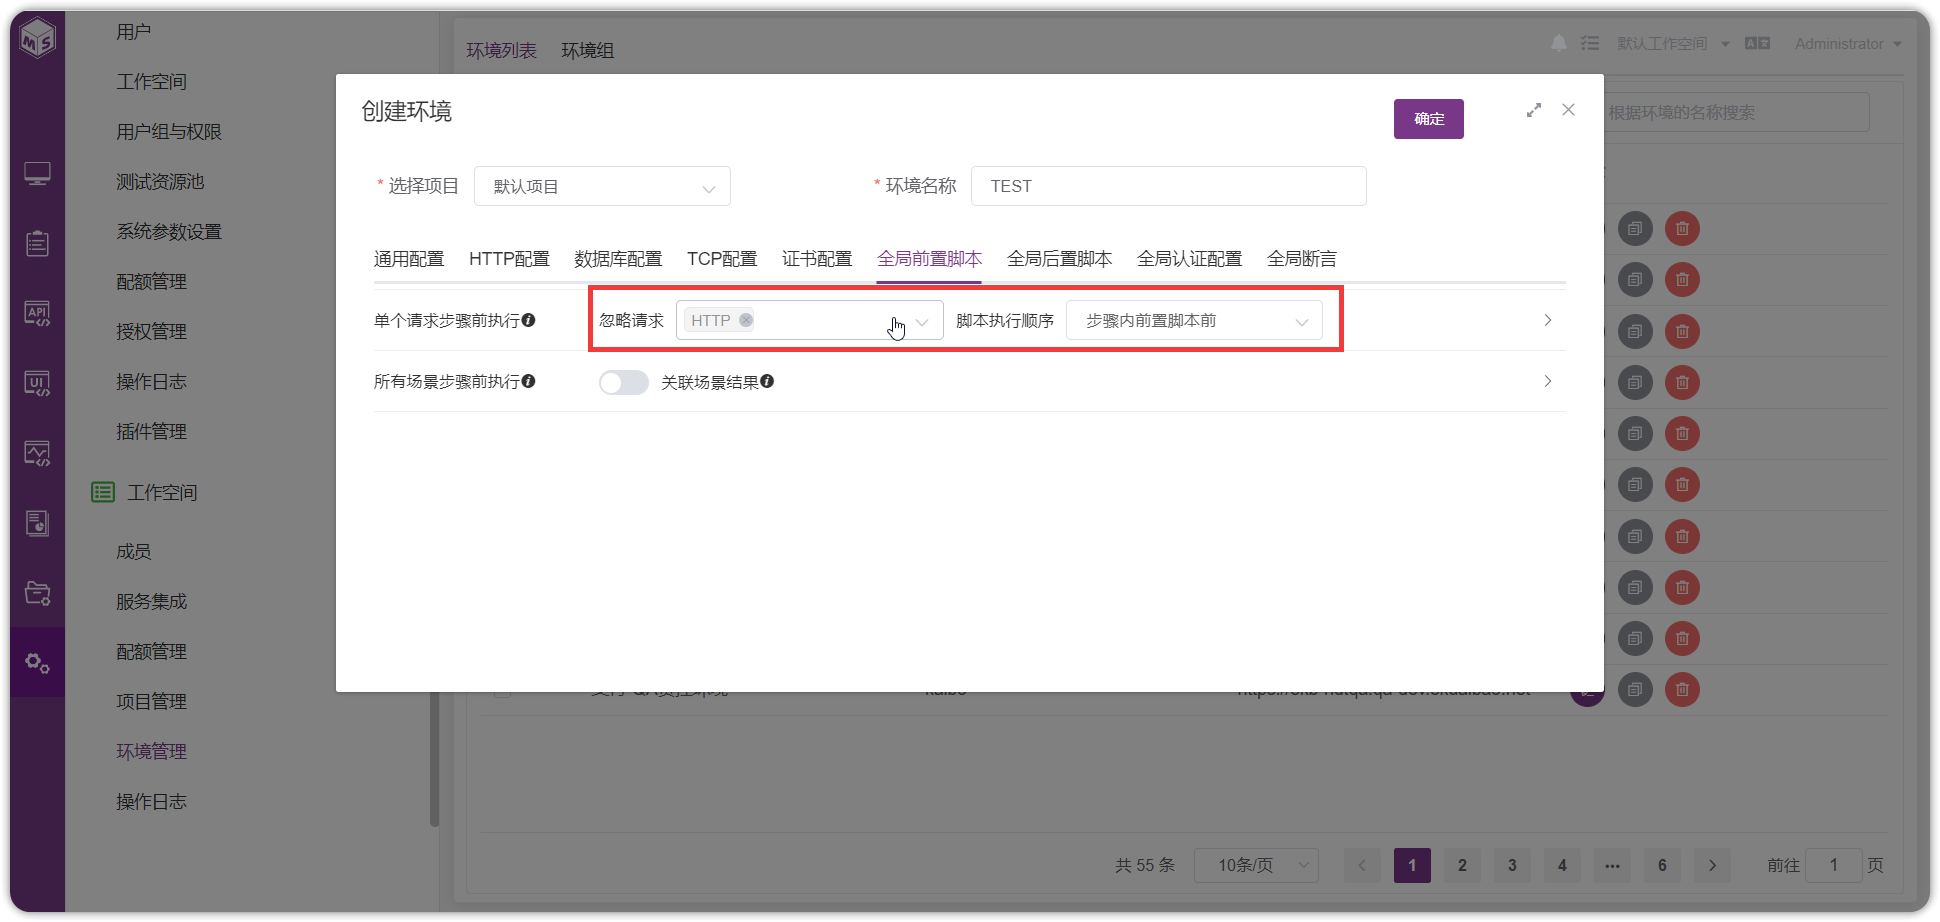 MS
API
UI
用户
工作空间
用户组与权限
测试资源池
系统参数设置
配额管理
授权管理
操作日志
插件管理
工作空间
成员
服务集成
配额管理
项目管理
环境管理
操作日志
环境列表 环境组
默认工作空间 Administrator
根据环境的名称搜索
创建环境
确定
* 选择项目 默认项目
* 环境名称 TEST
通用配置 HTTP配置 数据库配置 TCP配置 证书配置 全局前置脚本 全局后置脚本 全局认证配置 全局断言
单个请求步骤前执行 忽略请求 HTTP 脚本执行顺序 步骤内前置脚本前
所有场景步骤前执行 关联场景结果
共 55 条 10条/页 1 2 3 4 ••• 6 前往 1 页